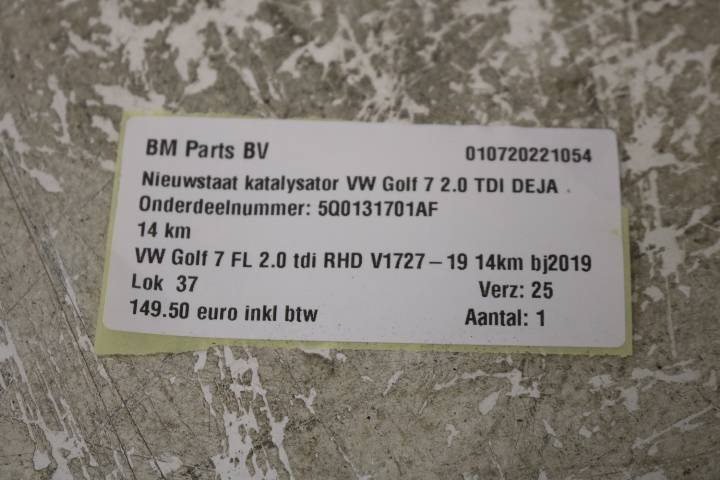 BM Parts BV 010720221054
Nieuwstaat katalysator VW Golf 7 2.0 TDI DEJA .
Onderdeelnummer: 5Q0131701AF
14 km
VW Golf 7 FL 2.0 tdi RHD V1727-19 14km bj2019
Lok 37 Verz: 25
149.50 euro inkl btw Aantal: 1